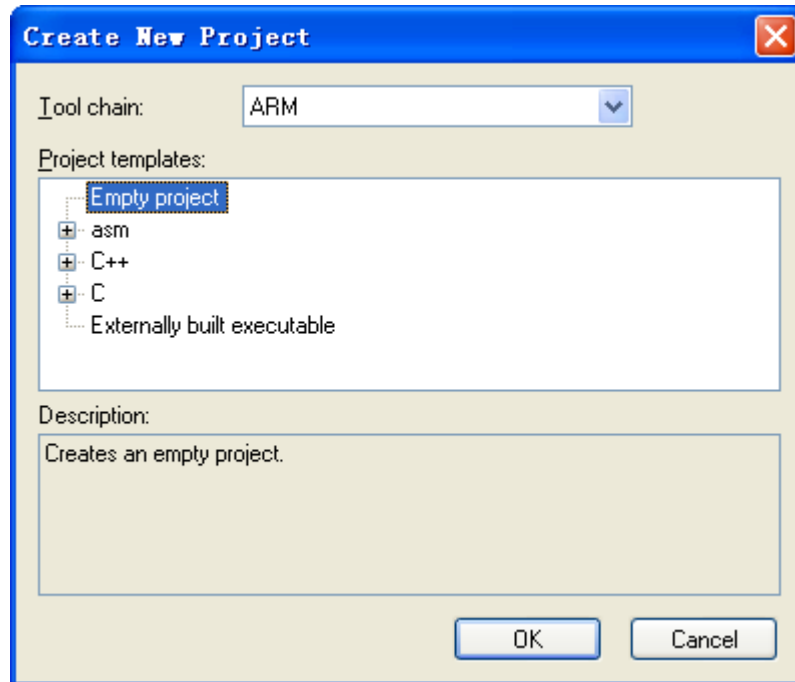 Create New Project
Tool chain: ARM
Project templates:
Empty project
asm
C++
C
Externally built executable
Description:
Creates an empty project.
OK Cancel